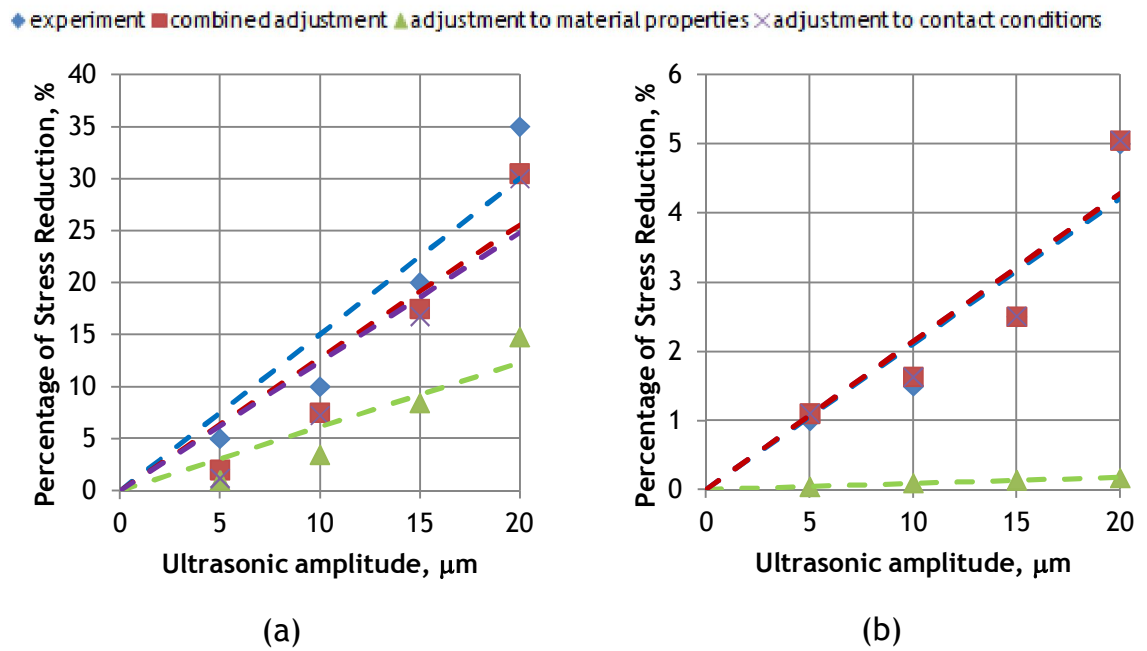 experiment combined adjustment adjustment to material properties adjustment to contact conditions
Percentage of Stress Reduction, %
40
35
30
25
20
15
10
5
0
0 5 10 15 20
Ultrasonic amplitude, μm
(a)
Percentage of Stress Reduction, %
6
5
4
3
2
1
0
0 5 10 15 20
Ultrasonic amplitude, μm
(b)